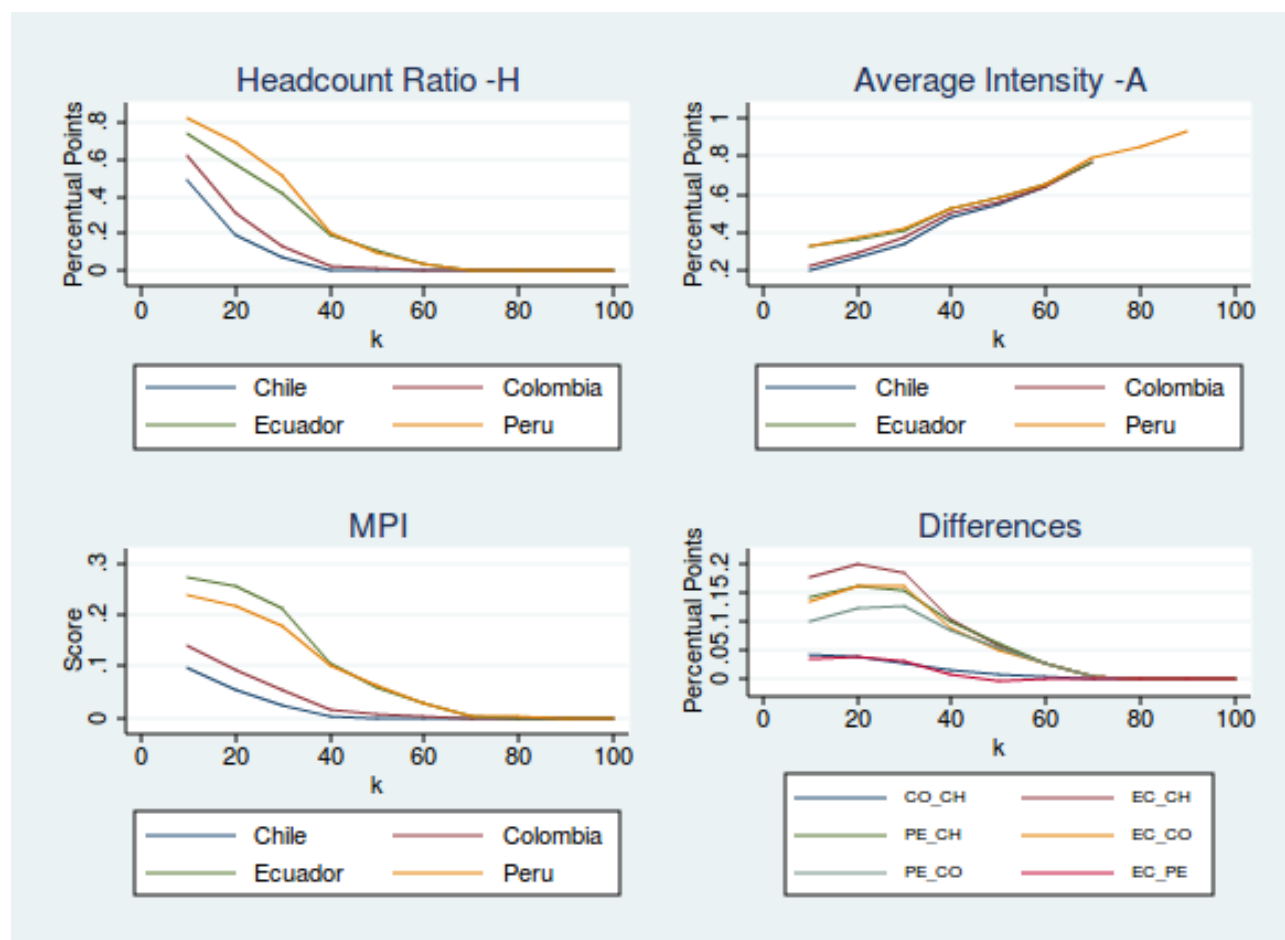 Headcount Ratio -H
Percentual Points
0 .2 .4 .6 .8
0 20 40 60 80 100
k
Chile Colombia
Ecuador Peru
Average Intensity -A
Percentual Points
.2 .4 .6 .8 1
0 20 40 60 80 100
k
Chile Colombia
Ecuador Peru
MPI
Score
0 .1 .2 .3
0 20 40 60 80 100
k
Chile Colombia
Ecuador Peru
Differences
Percentual Points
0 .05 .1 .15 .2
0 20 40 60 80 100
k
CO_CH EC_CH
PE_CH EC_CO
PE_CO EC_PE